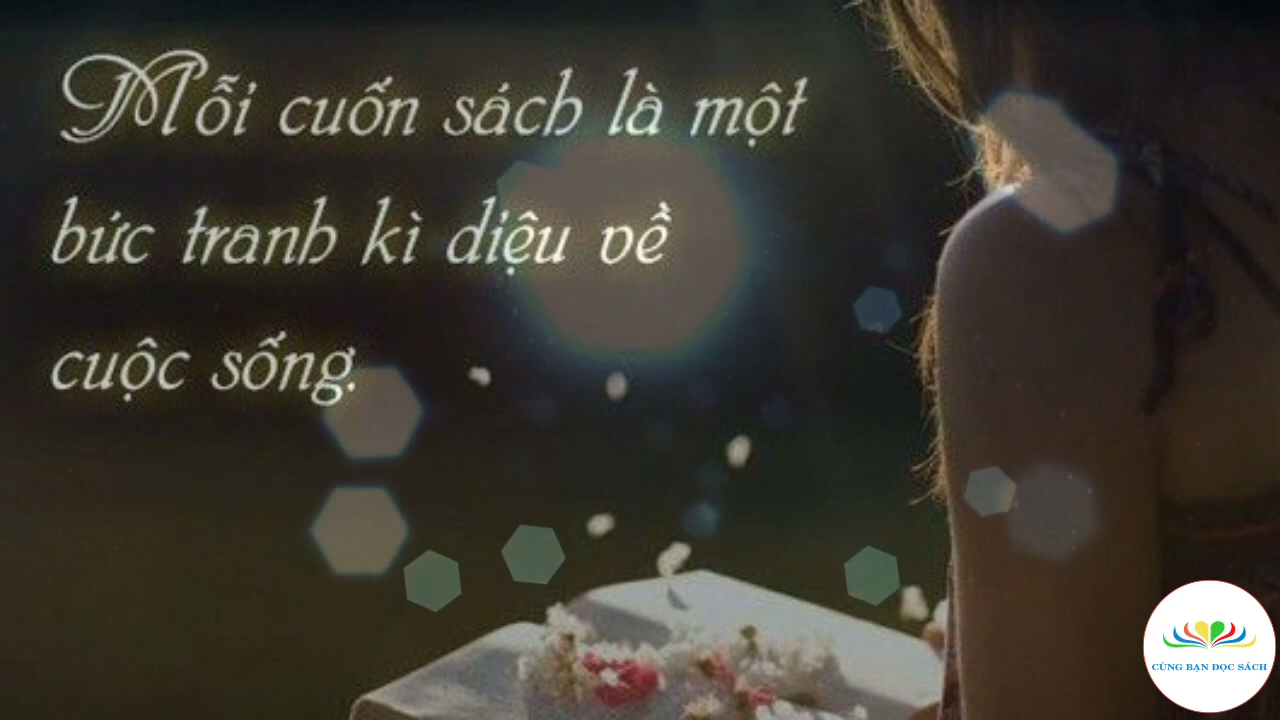 Mỗi cuốn sách là một
bức tranh kì diệu về
cuộc sống.
CÙNG BẠN ĐỌC SÁCH